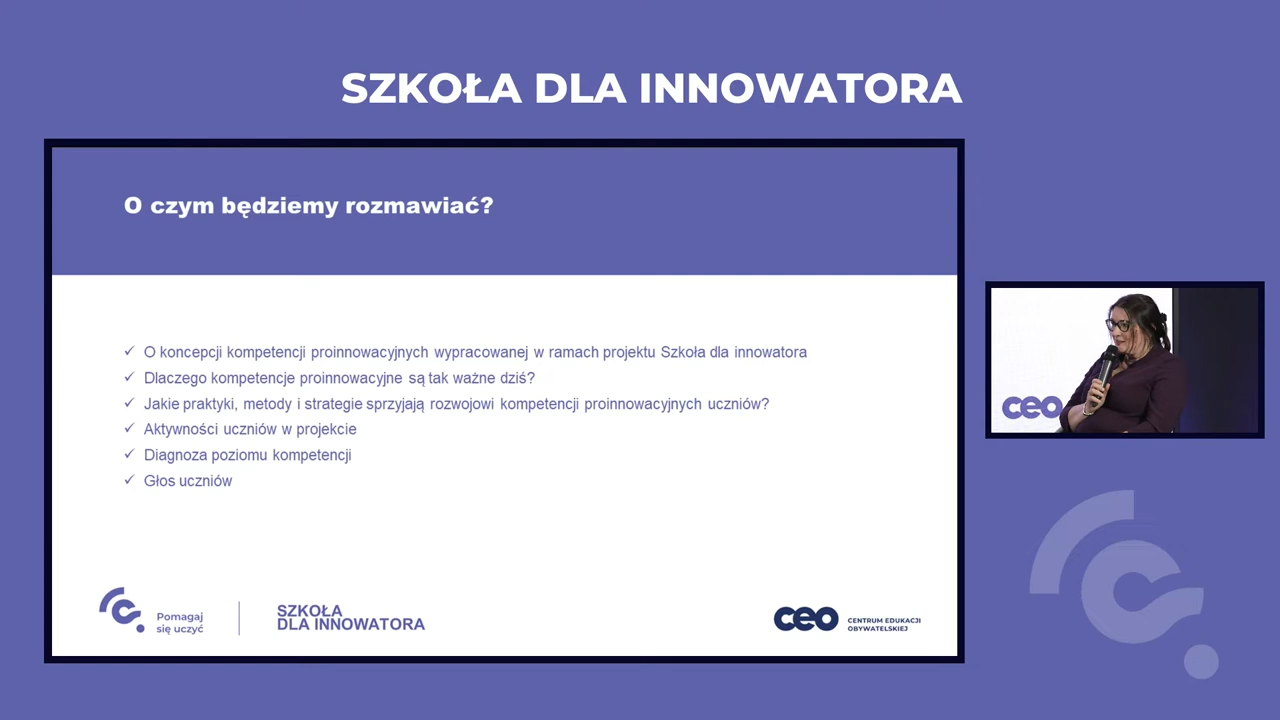 SZKOŁA DLA INNOWATORA
O czym będziemy rozmawiać?
✓ O koncepcji kompetencji proinnowacyjnych wypracowanej w ramach projektu Szkoła dla innowatora
✓ Dlaczego kompetencje proinnowacyjne są tak ważne dziś?
✓ Jakie praktyki, metody i strategie sprzyjają rozwojowi kompetencji proinnowacyjnych uczniów?
✓ Aktywności uczniów w projekcie
✓ Diagnoza poziomu kompetencji
✓ Głos uczniów
Pomagaj
się uczyć
SZKOŁA
DLA INNOWATORA
ceo
CENTRUM EDUKACJI
OBYWATELSKIEJ
ceo